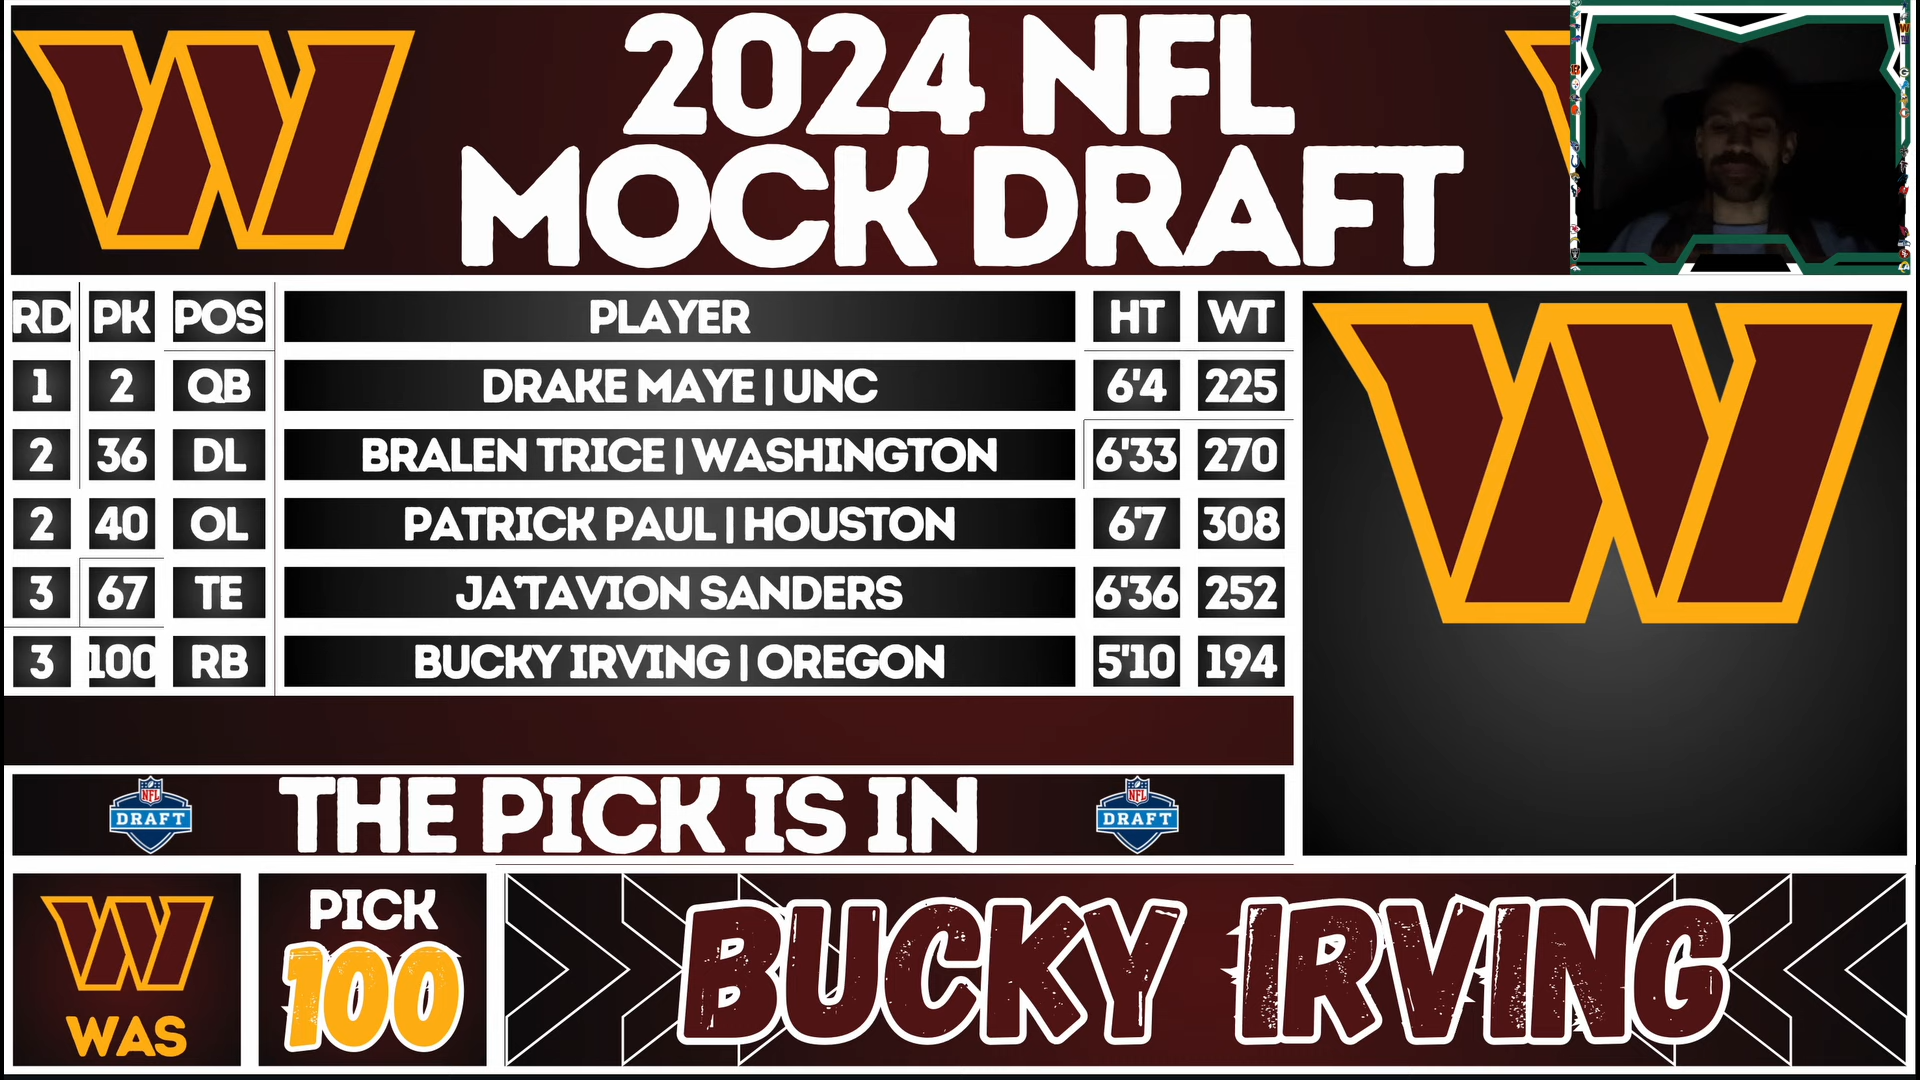 2024 NFL
MOCK DRAFT
RD PK POS PLAYER HT WT
1 2 QB DRAKE MAYE | UNC 6'4 225
2 36 DL BRALEN TRICE | WASHINGTON 6'33 270
2 40 OL PATRICK PAUL | HOUSTON 6'7 308
3 67 TE JA'TAVION SANDERS 6'36 252
3 100 RB BUCKY IRVING | OREGON 5'10 194
NFL
DRAFT
THE PICK IS IN
NFL
DRAFT
WAS
PICK
100
BUCKY IRVING